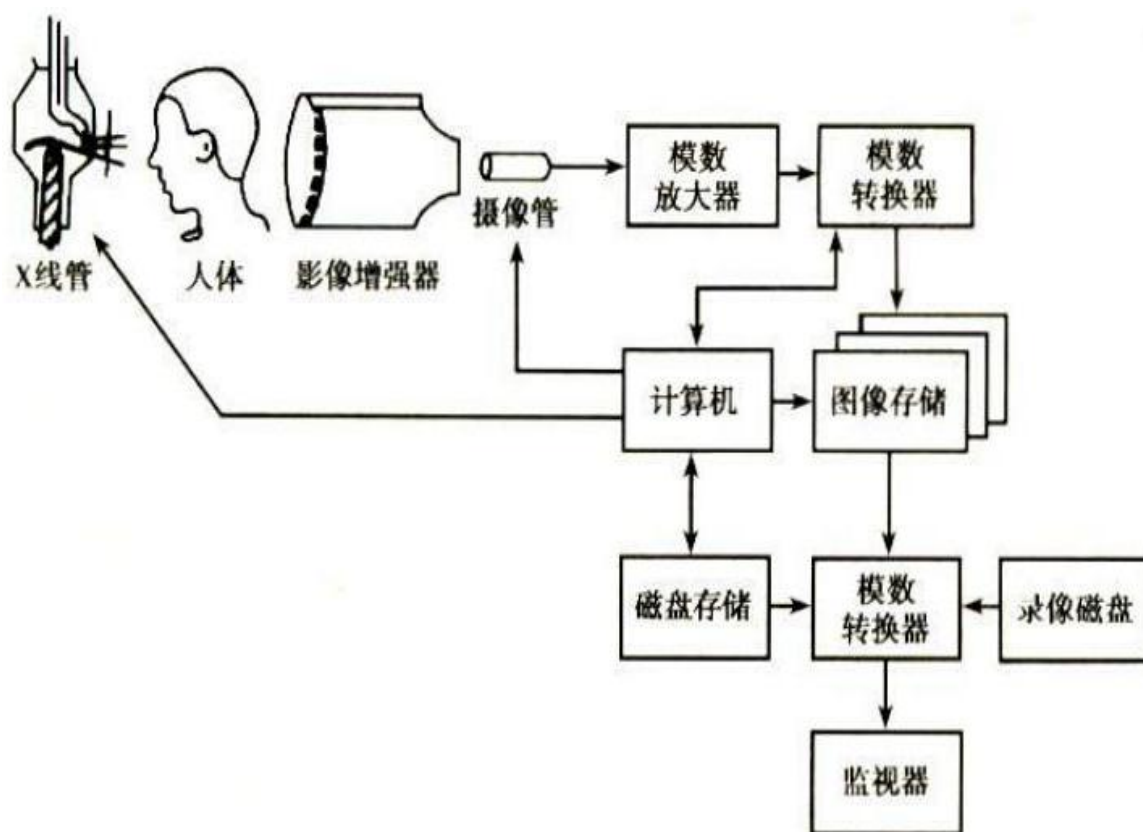 模数
放大器
模数
转换器
摄像管
X线管
人体
影像增强器
计算机
图像存储
磁盘存储
模数
转换器
录像磁盘
监视器